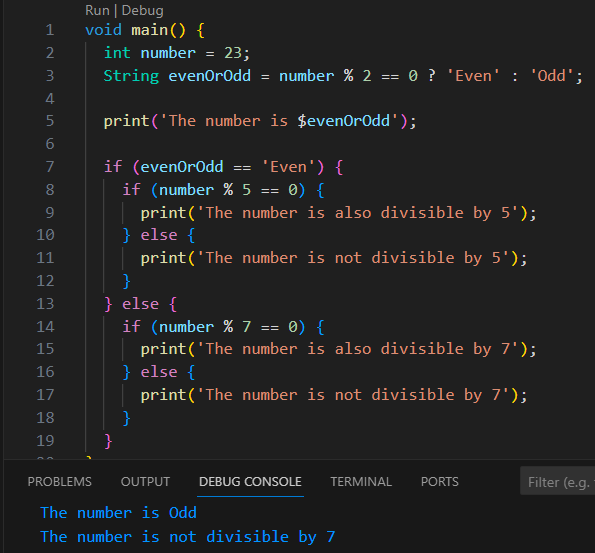 Run | Debug
1 void main() {
2   int number = 23;
3   String evenOrOdd = number % 2 == 0 ? 'Even' : 'Odd';
4
5   print('The number is $evenOrOdd');
6
7   if (evenOrOdd == 'Even') {
8     if (number % 5 == 0) {
9       print('The number is also divisible by 5');
10     } else {
11       print('The number is not divisible by 5');
12     }
13   } else {
14     if (number % 7 == 0) {
15       print('The number is also divisible by 7');
16     } else {
17       print('The number is not divisible by 7');
18     }
19   }
PROBLEMS OUTPUT DEBUG CONSOLE TERMINAL PORTS Filter (e.g.
The number is Odd
The number is not divisible by 7